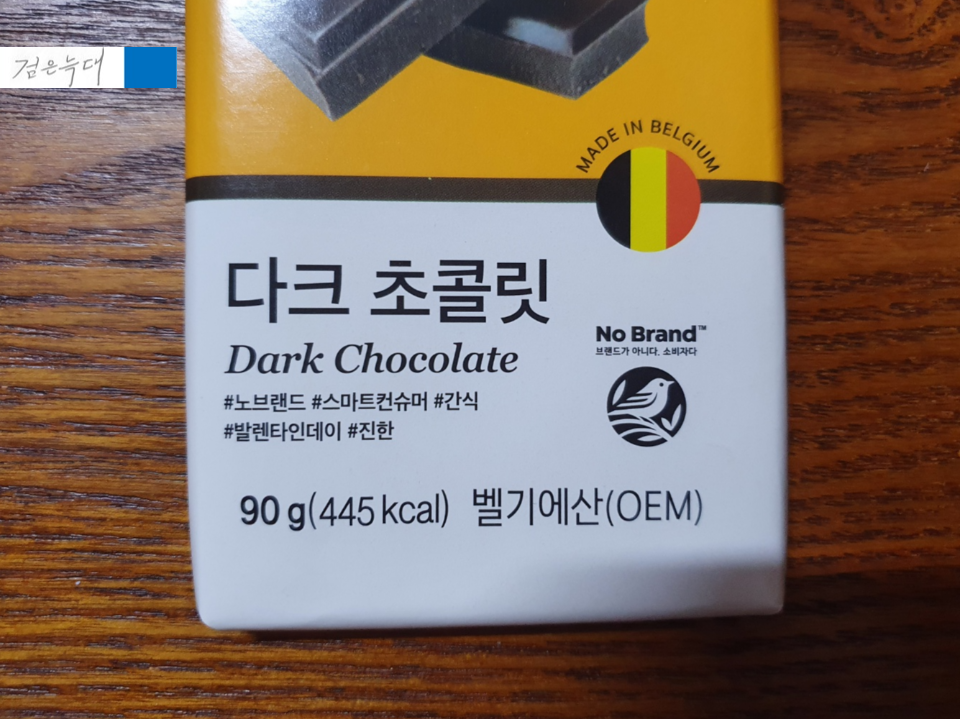 검은늑대
MADE IN BELGIUM
다크 초콜릿
Dark Chocolate
#노브랜드 #스마트컨슈머 #간식
#발렌타인데이 #진한
No Brand™
브랜드가 아니다. 소비자다
90 g(445 kcal) 벨기에산(OEM)